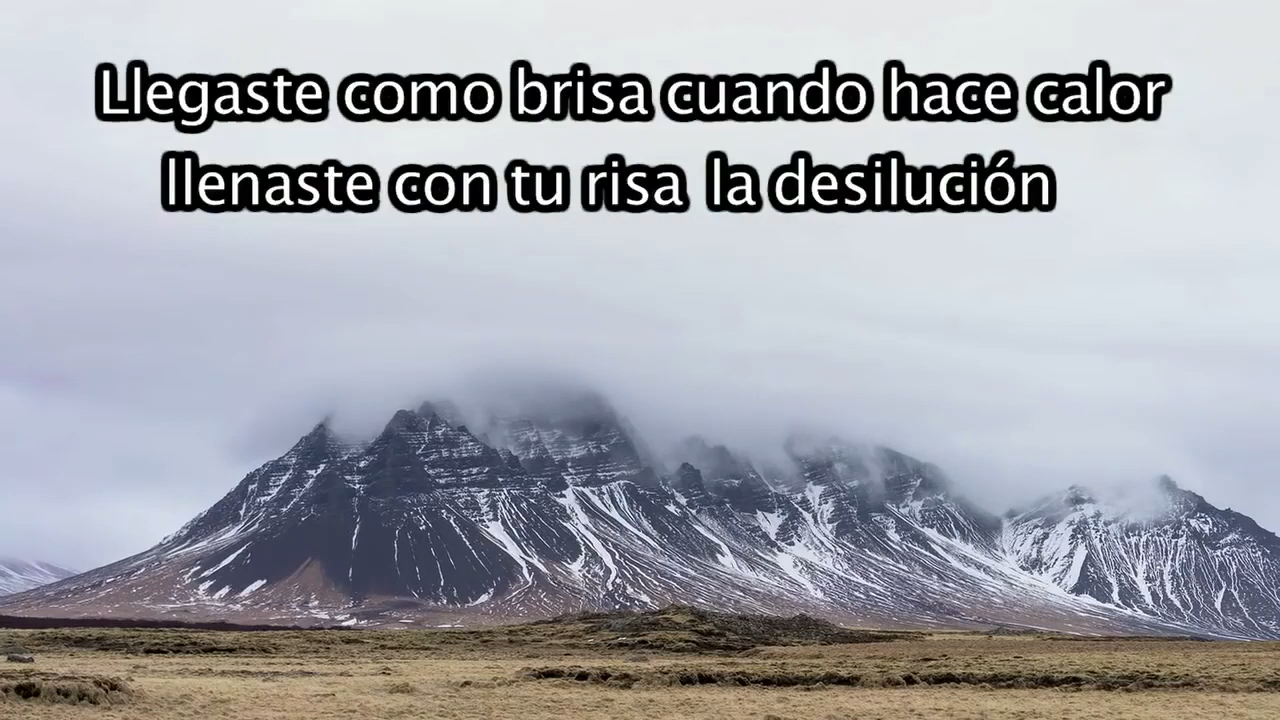 Llegaste como brisa cuando hace calor
llenaste con tu risa la desilución